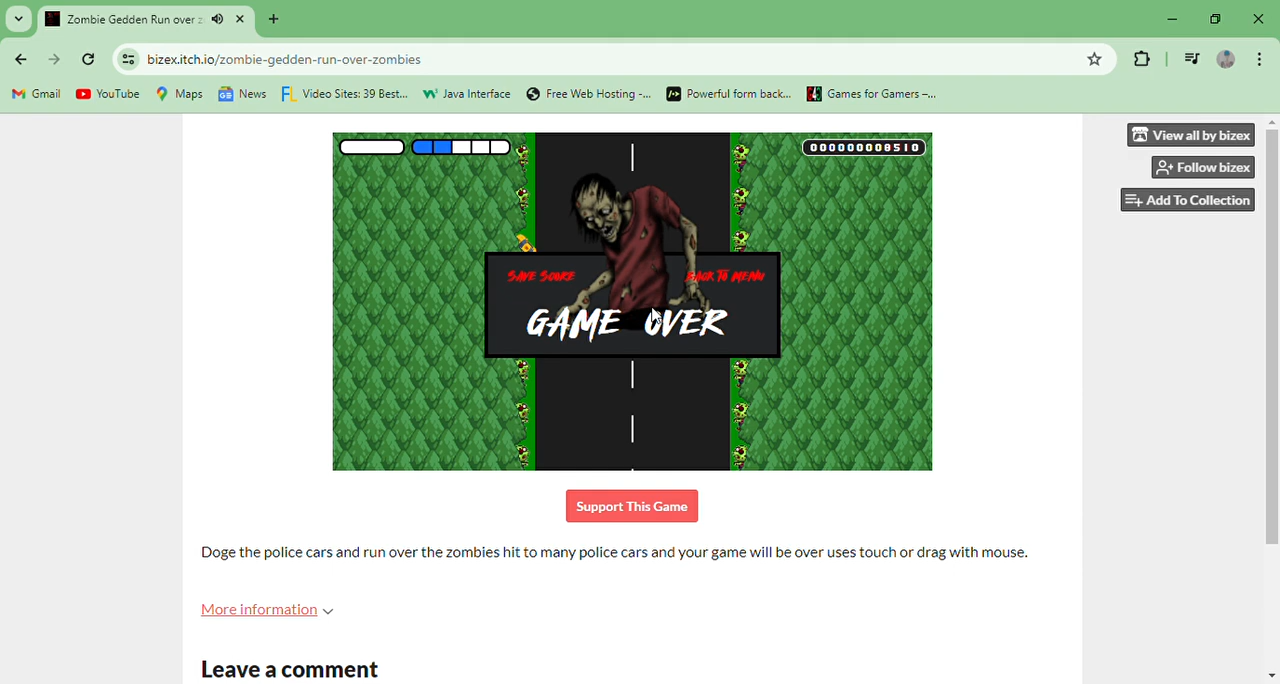 Zombie Gedden Run over z
bizex.itch.io/zombie-gedden-run-over-zombies
Gmail YouTube Maps News Video Sites: 39 Best... Java Interface Free Web Hosting -... Powerful form back... Games for Gamers –...
000000008510
View all by bizex
Follow bizex
Add To Collection
SAVE SCORE BACK TO MENU
GAME OVER
Support This Game
Doge the police cars and run over the zombies hit to many police cars and your game will be over uses touch or drag with mouse.
More information
Leave a comment